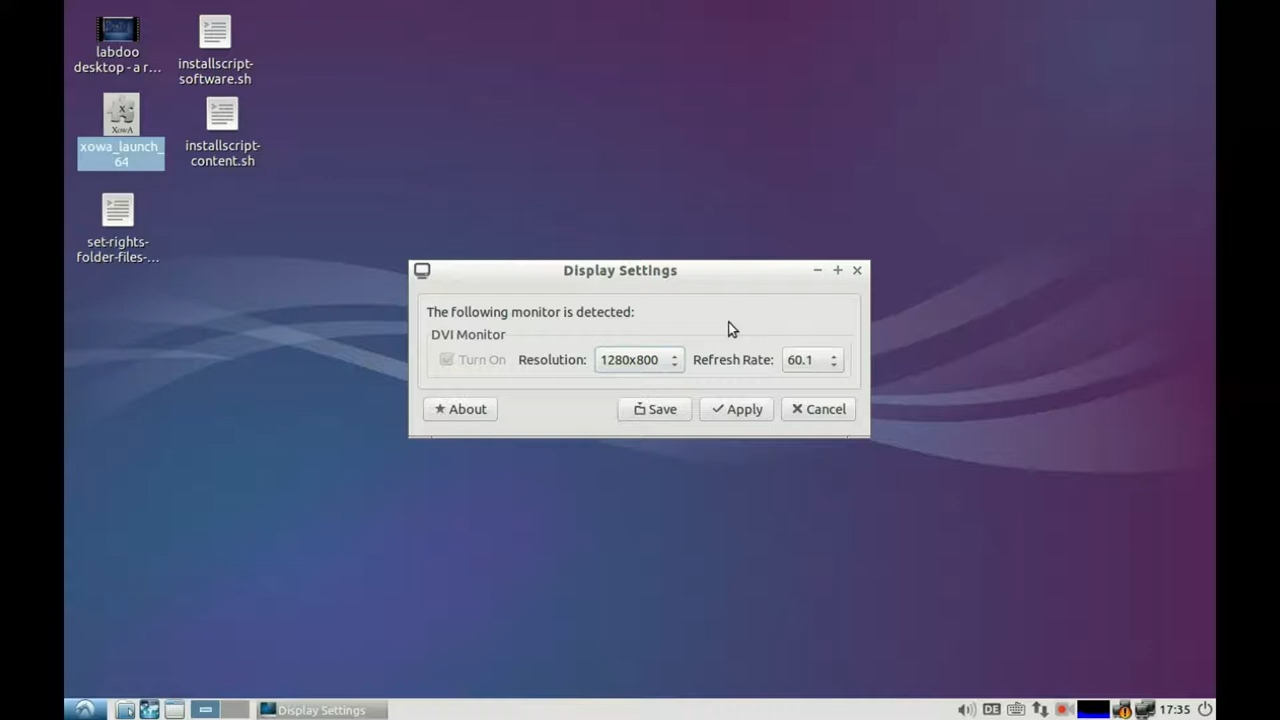 labdoo
desktop - a r...
installscript-
software.sh
XowA
xowa_launch_
64
installscript-
content.sh
set-rights-
folder-files-...
Display Settings
The following monitor is detected:
DVI Monitor
Turn On Resolution: 1280x800 Refresh Rate: 60.1
About Save Apply Cancel
Display Settings DE 17:35